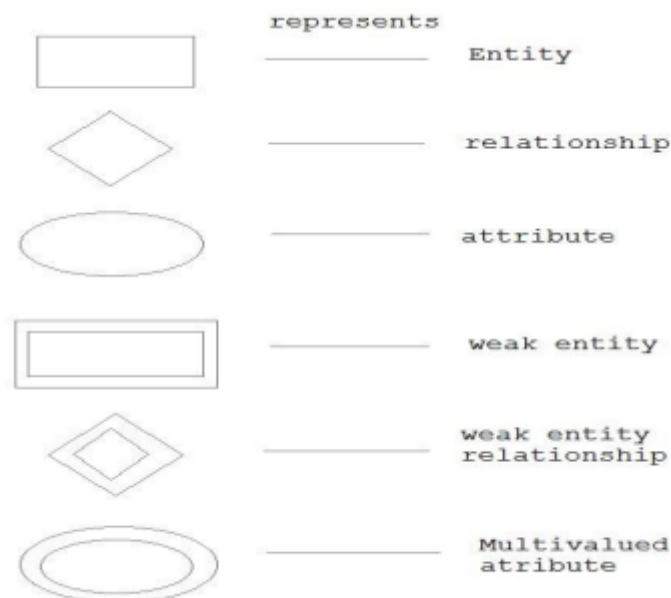 represents
Entity
relationship
attribute
weak entity
weak entity
relationship
Multivalued
atribute